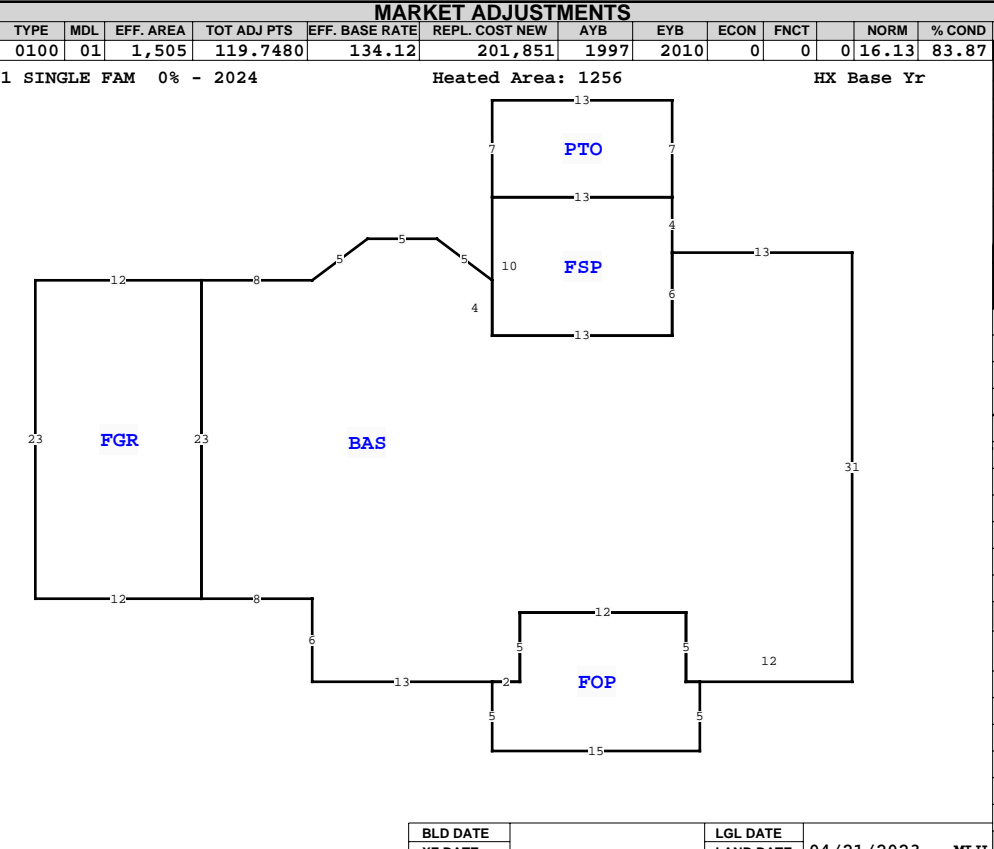 MARKET ADJUSTMENTS
TYPE MDL EFF. AREA TOT ADJ PTS EFF. BASE RATE REPL. COST NEW AYB EYB ECON FNCT NORM % COND
0100 01 1,505 119.7480 134.12 201,851 1997 2010 0 0 0 16.13 83.87
1 SINGLE FAM 0% - 2024 Heated Area: 1256 HX Base Yr
13
7 PTO 7
13
4
5
5 5 10 FSP 13
12 8
4 6
13
23 FGR 23 BAS
31
12 8
12
6 5 5
12
13 2 FOP
5 5
15
BLD DATE LGL DATE
04/21/2023